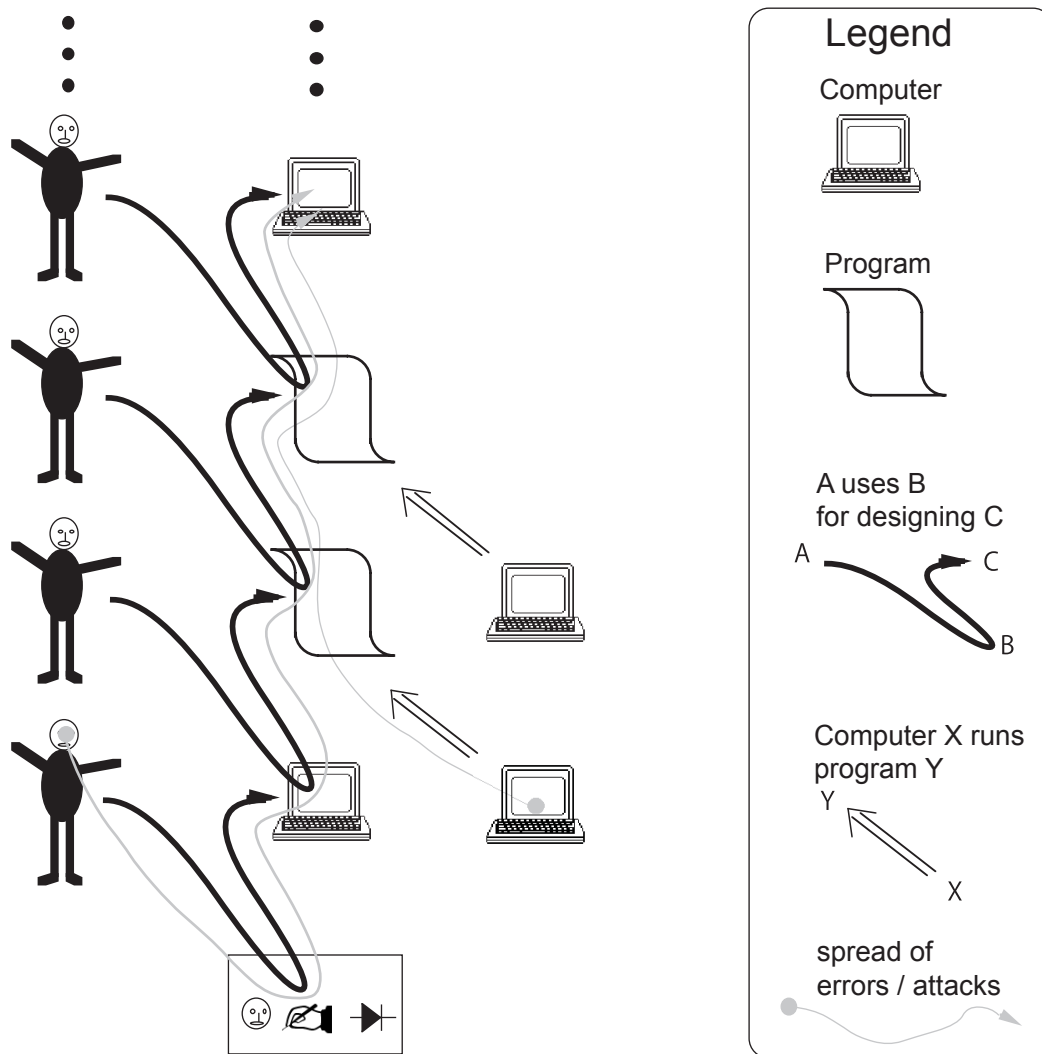 Legend
Computer
Program
A uses B
for designing C
A
C
B
Computer X runs
program Y
Y
X
spread of
errors / attacks